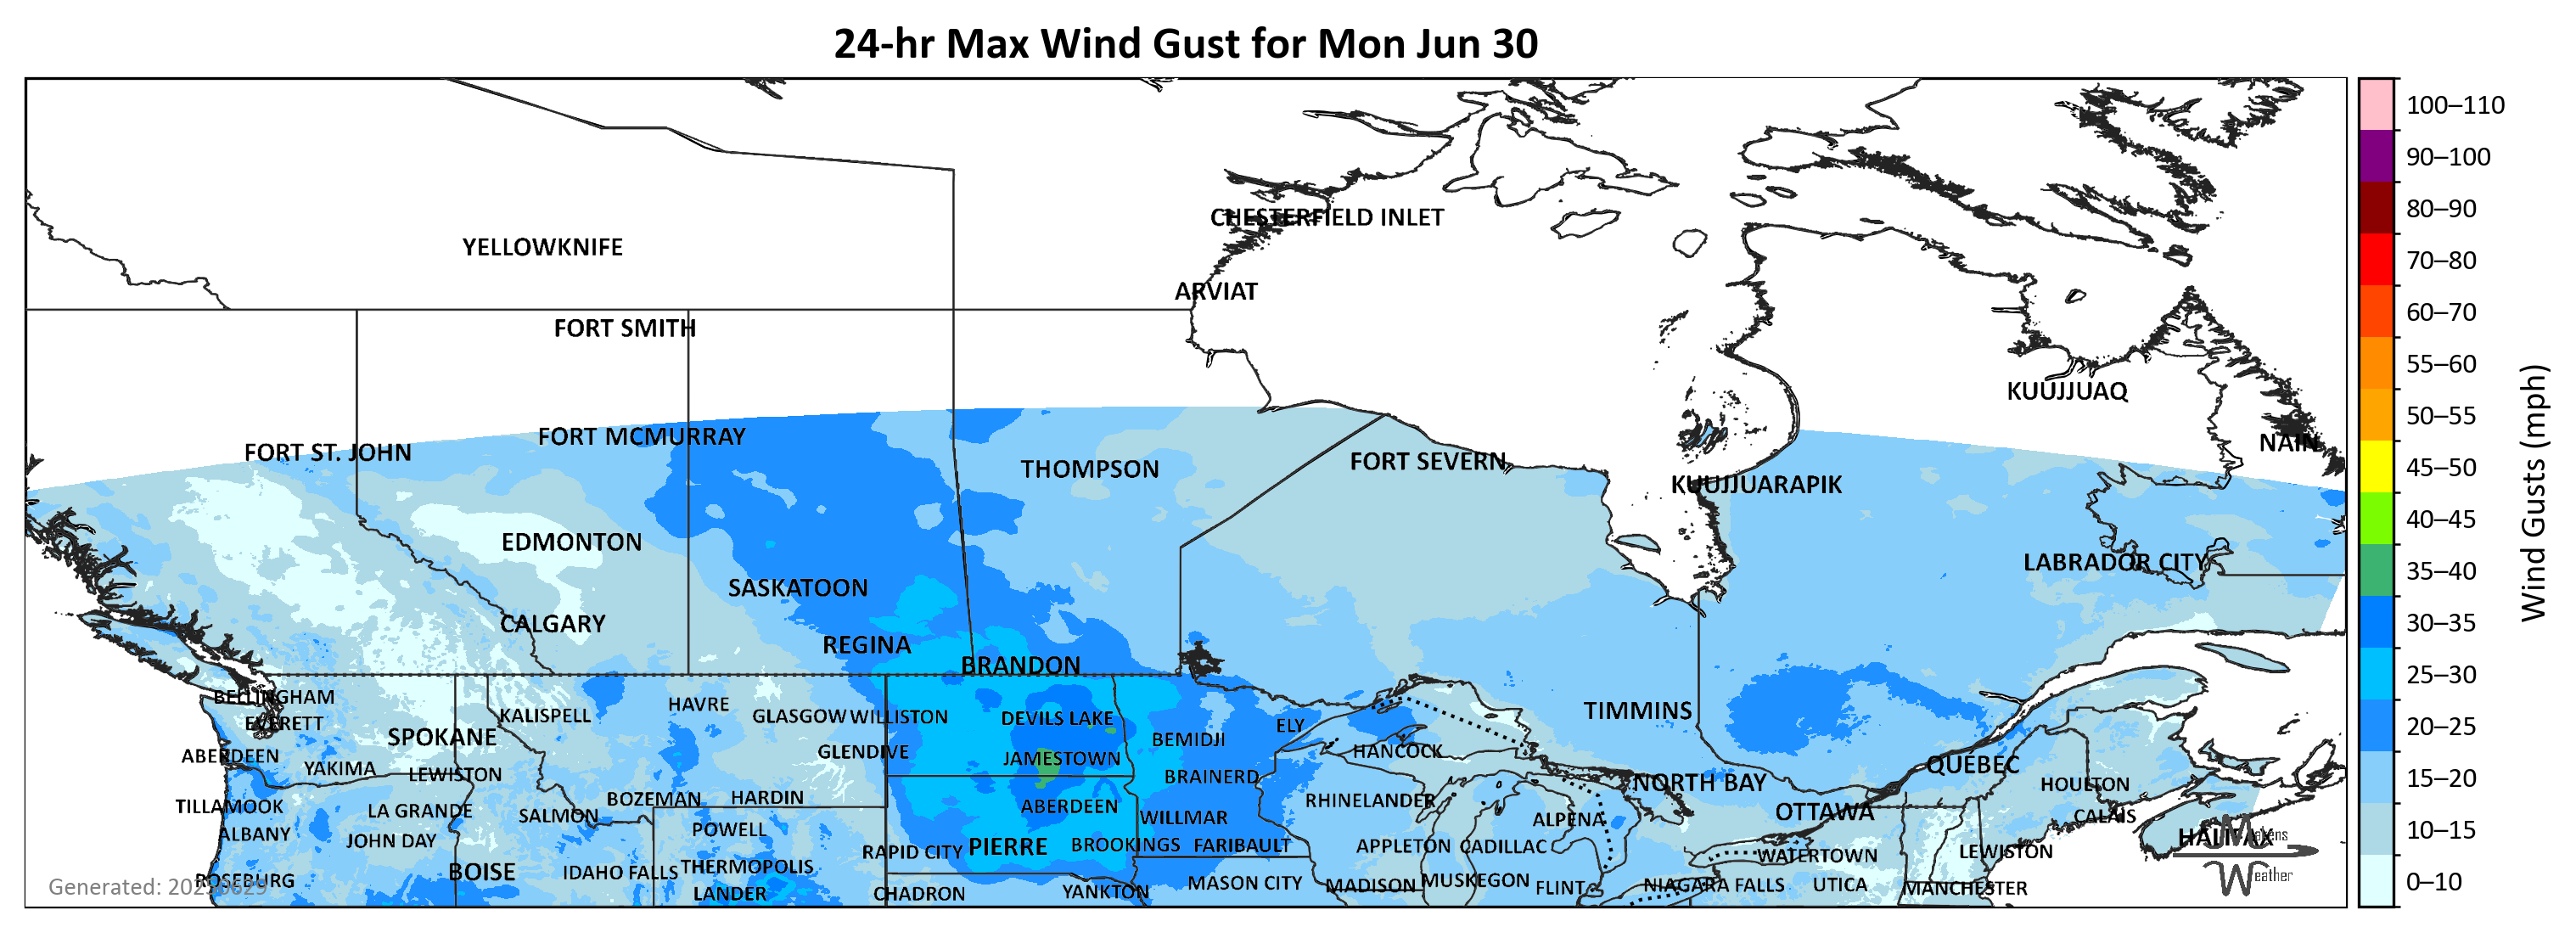 24-hr Max Wind Gust for Mon Jun 30
100–110
90–100
80–90
70–80
60–70
55–60
50–55
45–50
40–45
35–40
30–35
25–30
20–25
15–20
10–15
0–10
Wind Gusts (mph)
CHESTERFIELD INLET
YELLOWKNIFE
ARVIAT
FORT SMITH
KUUJJUAQ
FORT MCMURRAY
NAIN
FORT ST. JOHN
FORT SEVERN
THOMPSON
KUUJJUARAPIK
EDMONTON
LABRADOR CITY
SASKATOON
CALGARY
REGINA
BRANDON
BELLINGHAM
HAVRE
TIMMINS
KALISPELL
GLASGOW
WILLISTON
DEVILS LAKE
EVERETT
ELY
SPOKANE
BEMIDJI
HANCOCK
ABERDEEN
GLENDIVE
JAMESTOWN
QUEBEC
YAKIMA
LEWISTON
BRAINERD
NORTH BAY
HOULTON
BOZEMAN
HARDIN
RHINELANDER
TILLAMOOK
LA GRANDE
SALMON
ABERDEEN
WILLMAR
OTTAWA
CALAIS
ALPENA
ALBANY
JOHN DAY
POWELL
HALIFAX
Makens
RAPID CITY
PIERRE
BROOKINGS
FARIBAULT
APPLETON
CADILLAC
WATERTOWN
LEWISTON
BOISE
IDAHO FALLS
THERMOPOLIS
Weather
ROSEBURG
MASON CITY
MADISON
MUSKEGON
FLINT
NIAGARA FALLS
UTICA
MANCHESTER
LANDER
CHADRON
YANKTON
Generated: 20250629